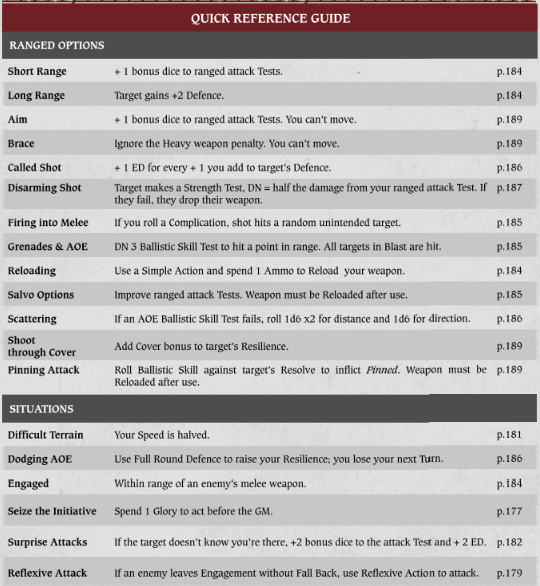 QUICK REFERENCE GUIDE
RANGED OPTIONS
Short Range + 1 bonus dice to ranged attack Tests. p.184
Long Range Target gains +2 Defence. p.184
Aim + 1 bonus dice to ranged attack Tests. You can't move. p.189
Brace Ignore the Heavy weapon penalty. You can't move. p.189
Called Shot + 1 ED for every + 1 you add to target's Defence. p.186
Disarming Shot Target makes a Strength Test, DN = half the damage from your ranged attack Test. If p.187
they fail, they drop their weapon.
Firing into Melee If you roll a Complication, shot hits a random unintended target. p.185
Grenades & AOE DN 3 Ballistic Skill Test to hit a point in range. All targets in Blast are hit. p.185
Reloading Use a Simple Action and spend 1 Ammo to Reload your weapon. p.184
Salvo Options Improve ranged attack Tests. Weapon must be Reloaded after use. p.185
Scattering If an AOE Ballistic Skill Test fails, roll 1d6 x2 for distance and 1d6 for direction. p.186
Shoot
through Cover Add Cover bonus to target's Resilience. p.189
Pinning Attack Roll Ballistic Skill against target's Resolve to inflict Pinned. Weapon must be p.189
Reloaded after use.
SITUATIONS
Difficult Terrain Your Speed is halved. p.181
Dodging AOE Use Full Round Defence to raise your Resilience; you lose your next Turn. p.186
Engaged Within range of an enemy's melee weapon. p.184
Seize the Initiative Spend 1 Glory to act before the GM. p.177
Surprise Attacks If the target doesn't know you're there, +2 bonus dice to the attack Test and + 2 ED. p.182
Reflexive Attack If an enemy leaves Engagement without Fall Back, use Reflexive Action to attack. p.179